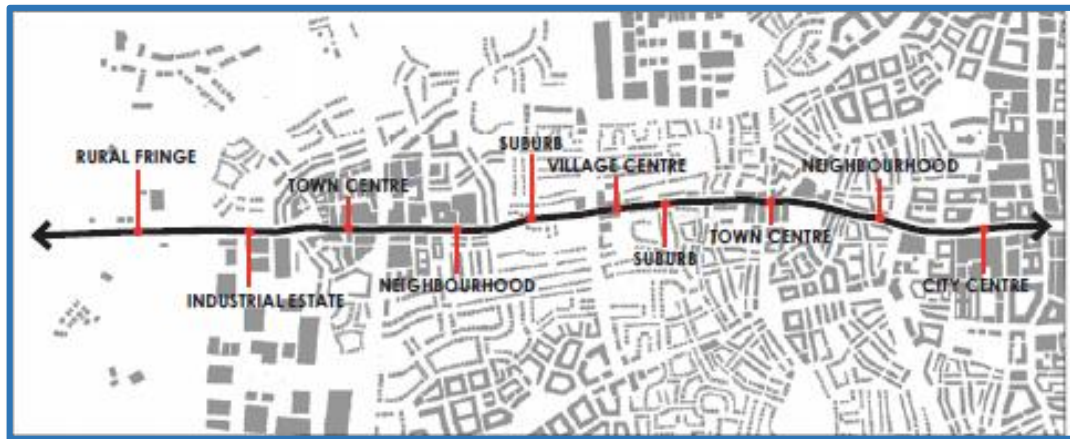 SUBURB
RURAL FRINGE
VILLAGE CENTRE
NEIGHBOURHOOD
TOWN CENTRE
TOWN CENTRE
SUBURB
NEIGHBOURHOOD
CITY CENTRE
INDUSTRIAL ESTATE